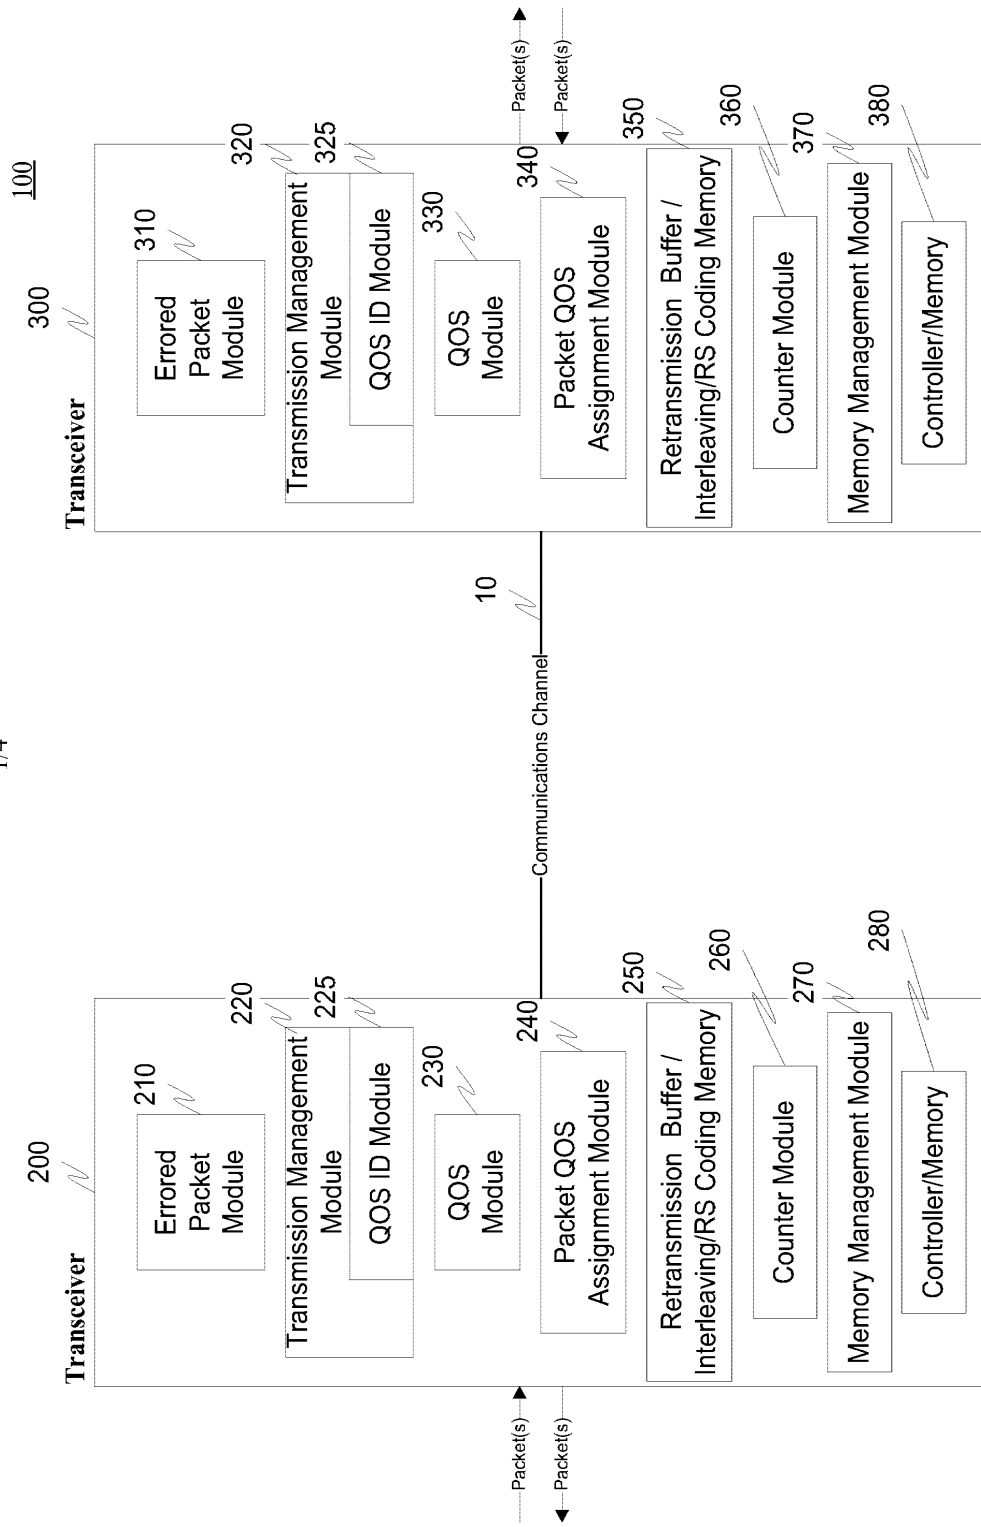 1/4
100
200
Transceiver
210
Errored
Packet
Module
220
Transmission Management
Module
225
QOS ID Module
230
QOS
Module
240
Packet QOS
Assignment Module
250
Retransmission Buffer /
Interleaving/RS Coding Memory
260
Counter Module
270
Memory Management Module
280
Controller/Memory
Packet(s)
Packet(s)
Communications Channel
10
300
Transceiver
310
Errored
Packet
Module
320
Transmission Management
Module
325
QOS ID Module
330
QOS
Module
340
Packet QOS
Assignment Module
350
Retransmission Buffer /
Interleaving/RS Coding Memory
360
Counter Module
370
Memory Management Module
380
Controller/Memory
Packet(s)
Packet(s)